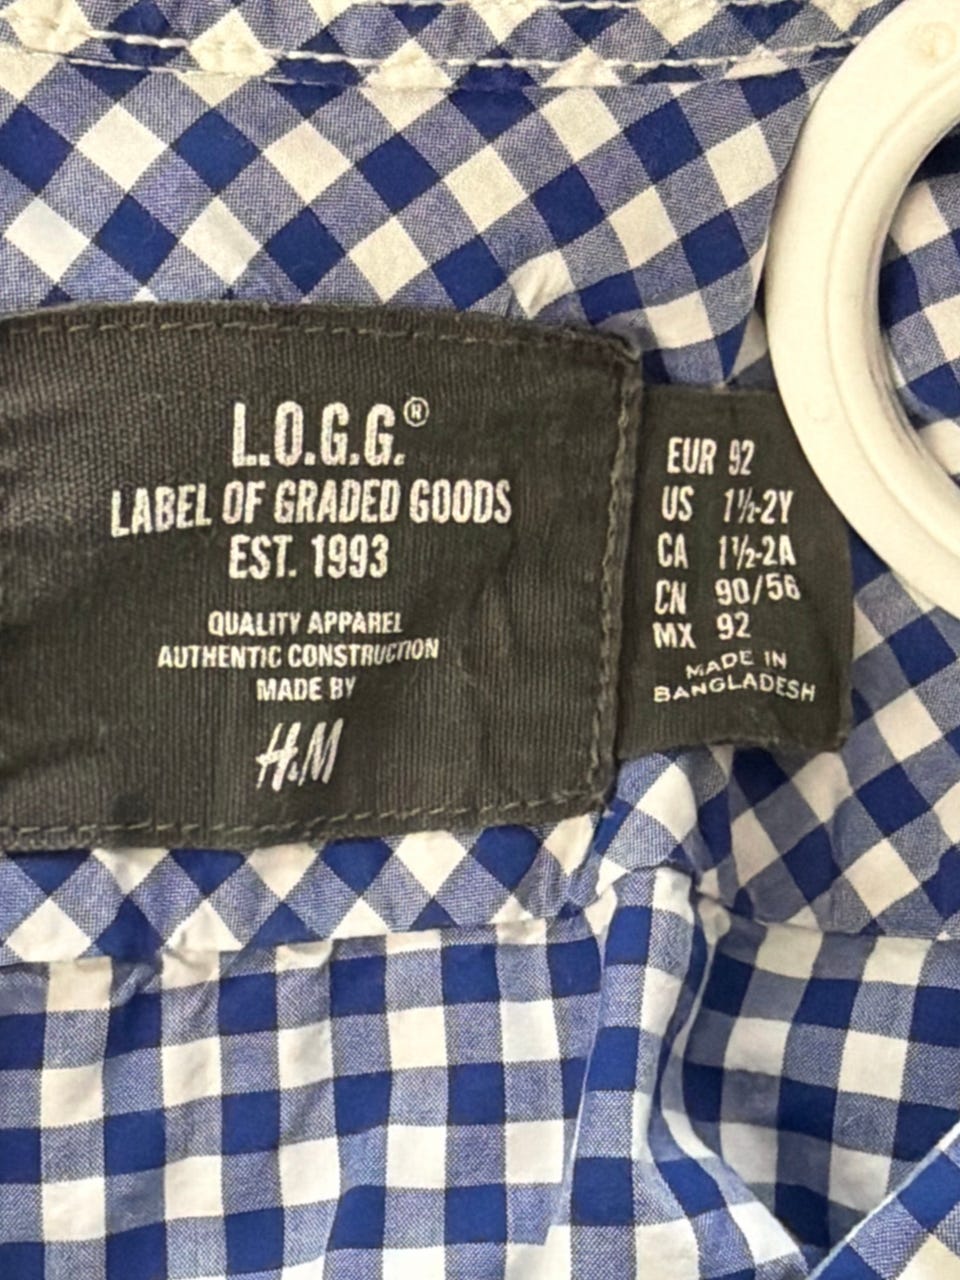 L.O.G.G.®
LABEL OF GRADED GOODS
EST. 1993
QUALITY APPAREL
AUTHENTIC CONSTRUCTION
MADE BY
H&M
EUR 92
US 1½-2Y
CA 1½-2A
CN 90/56
MX 92
MADE IN
BANGLADESH